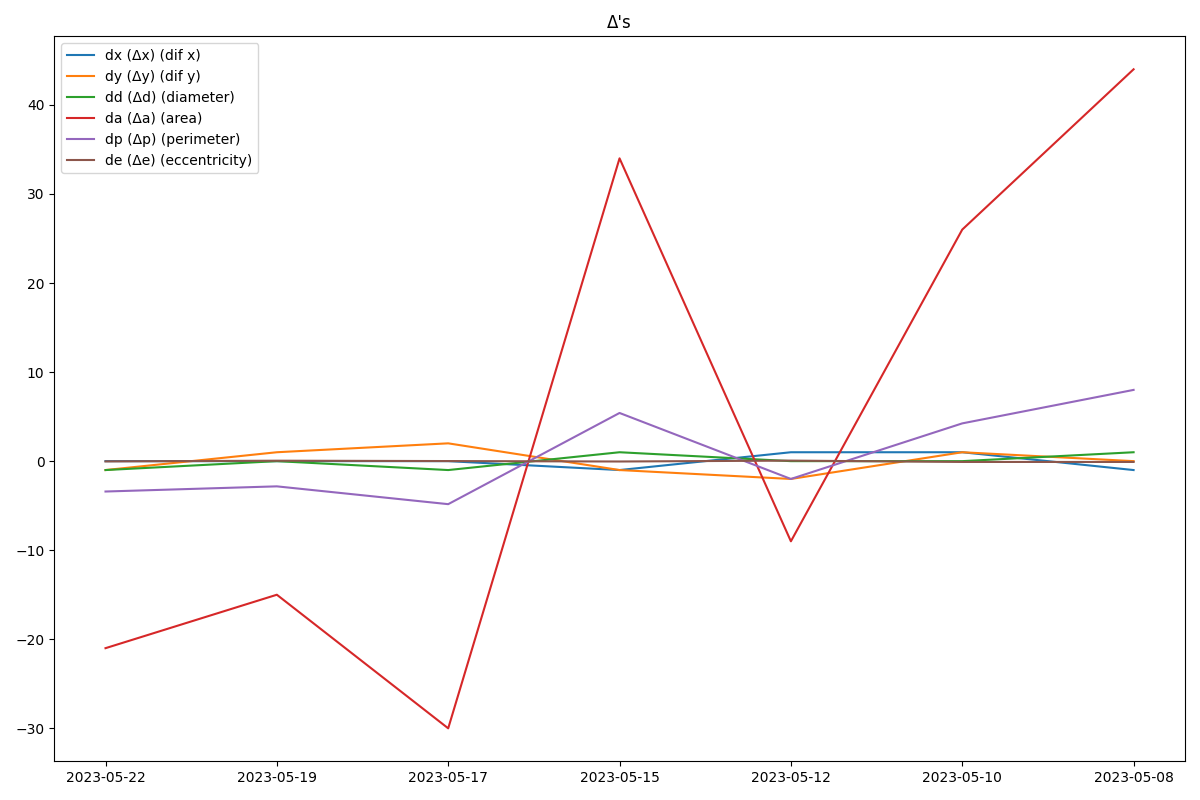 Δ's
dx (Δx) (dif x)
dy (Δy) (dif y)
dd (Δd) (diameter)
da (Δa) (area)
dp (Δp) (perimeter)
de (Δe) (eccentricity)
40
30
20
10
0
−10
−20
−30
2023-05-22 2023-05-19 2023-05-17 2023-05-15 2023-05-12 2023-05-10 2023-05-08